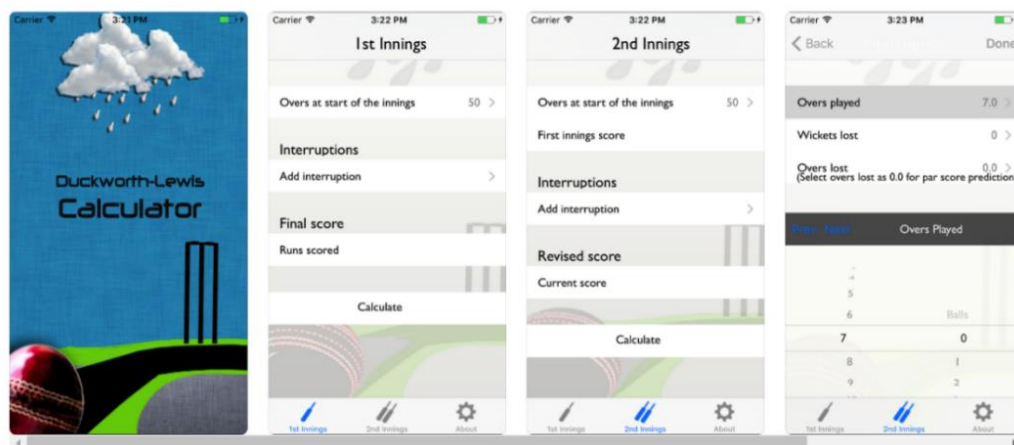 Carrier 3:21 PM
Duckworth-Lewis
Calculator
Carrier 3:22 PM
1st Innings
Overs at start of the innings 50
Interruptions
Add interruption
Final score
Runs scored
Calculate
1st Innings 2nd Innings About
Carrier 3:22 PM
2nd Innings
Overs at start of the innings 50
First innings score
Interruptions
Add interruption
Revised score
Current score
Calculate
1st Innings 2nd Innings About
Carrier 3:23 PM
Back Done
Overs played 7.0
Wickets lost 0
Overs lost 0.0
(Select overs lost as 0.0 for par score prediction
Prev Next Overs Played
5
6 Balls
7 0
8 1
9 2
1st Innings 2nd Innings About